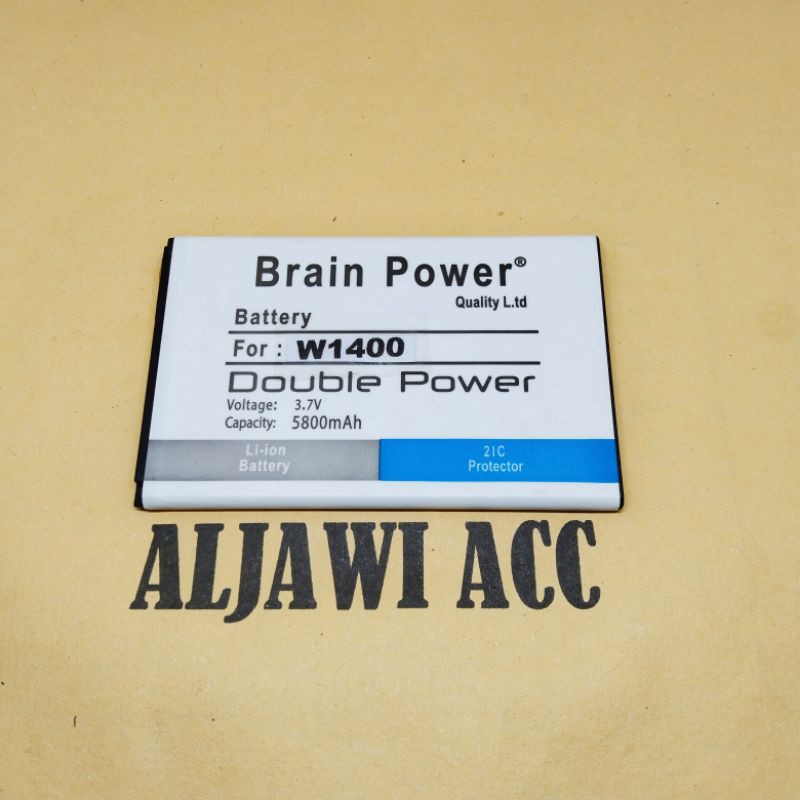 Brain Power®
Quality L.td
Battery
For : W1400
Double Power
Voltage: 3.7V
Capacity: 5800mAh
Li-ion
Battery
2IC
Protector
ALJAWI ACC